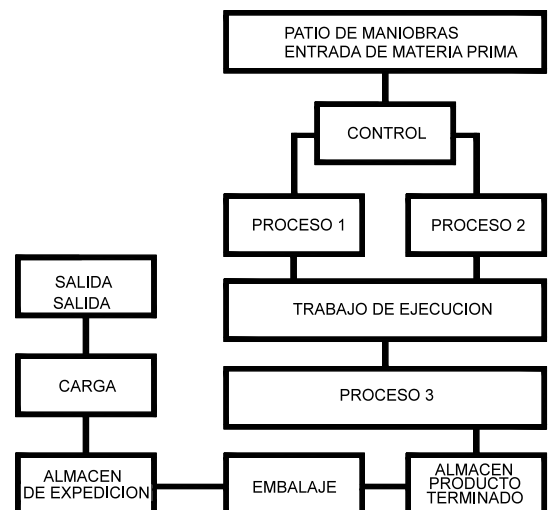 PATIO DE MANIOBRAS
ENTRADA DE MATERIA PRIMA
CONTROL
PROCESO 1
PROCESO 2
SALIDA
SALIDA
TRABAJO DE EJECUCION
CARGA
PROCESO 3
ALMACEN
DE EXPEDICION
EMBALAJE
ALMACEN
PRODUCTO
TERMINADO